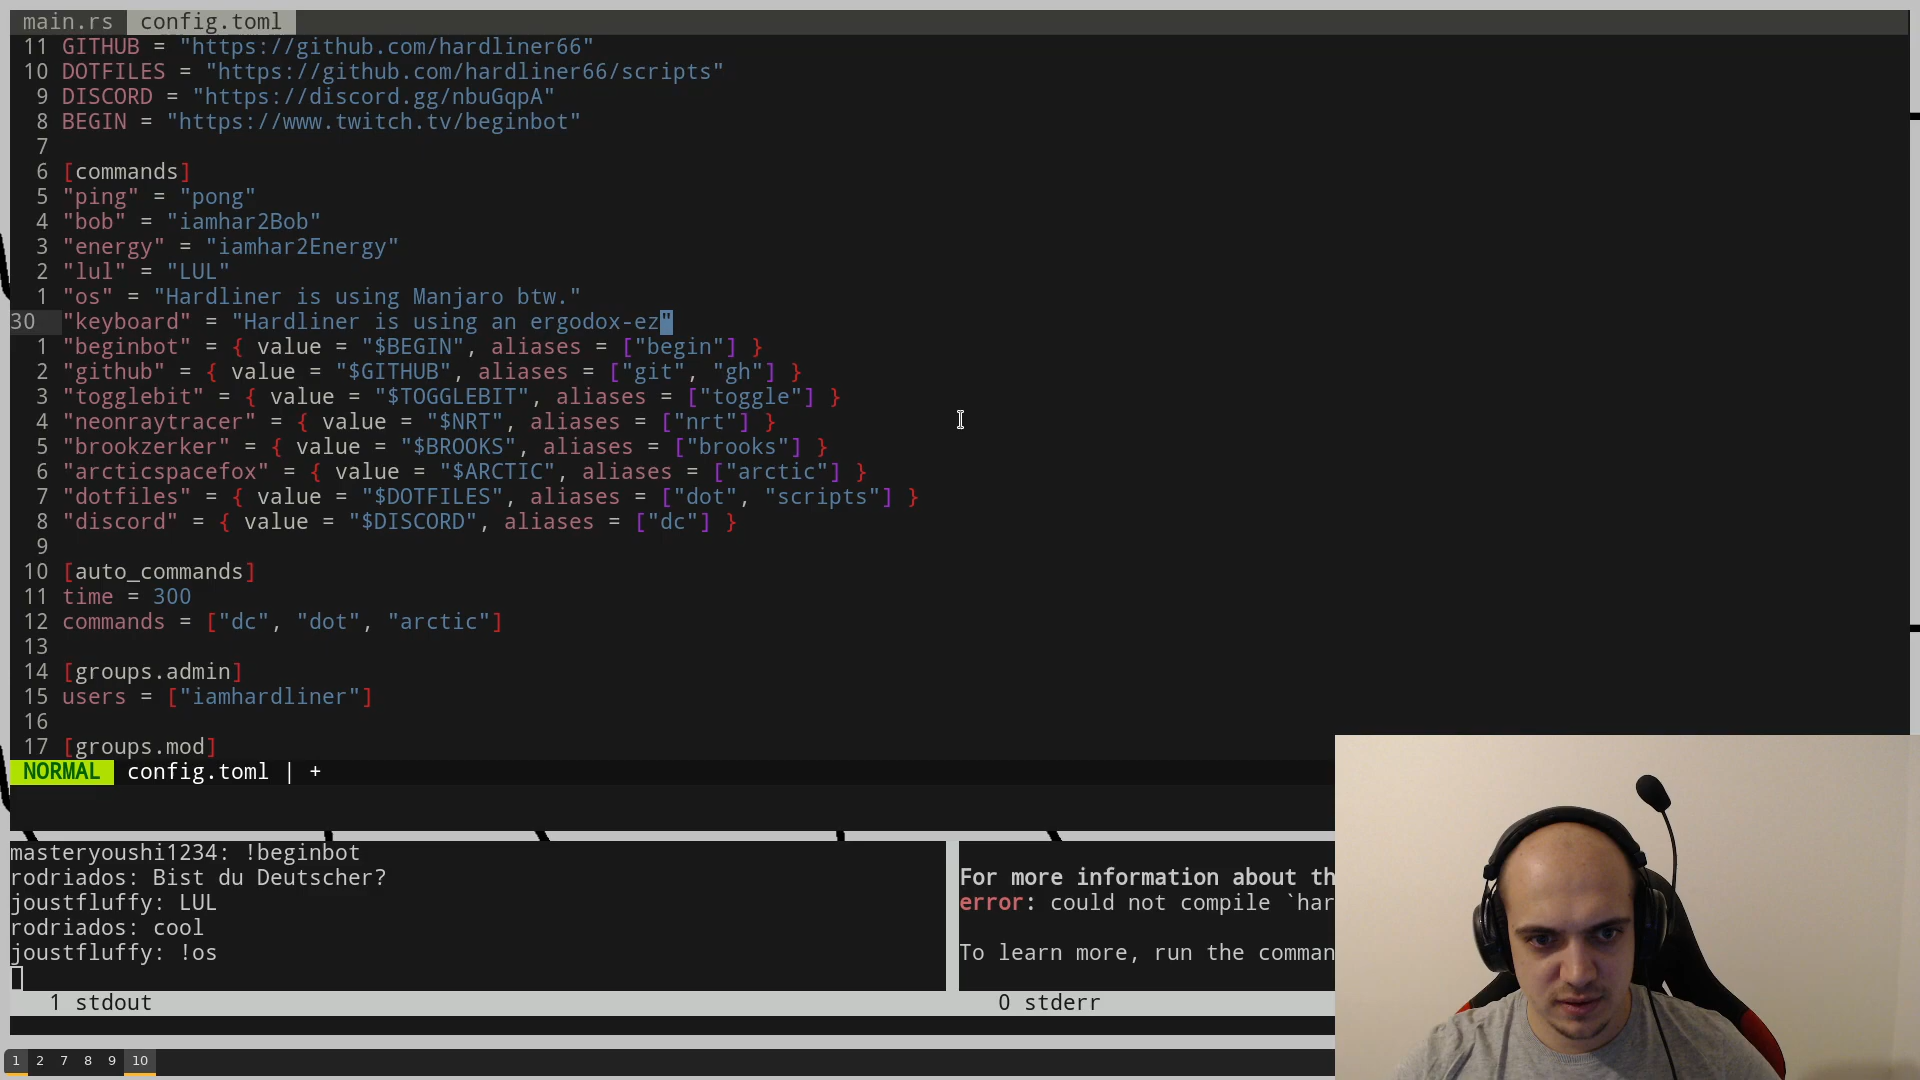 main.rs config.toml
11 GITHUB = "https://github.com/hardliner66"
10 DOTFILES = "https://github.com/hardliner66/scripts"
9 DISCORD = "https://discord.gg/nbuGqpA"
8 BEGIN = "https://www.twitch.tv/beginbot"
7
6 [commands]
5 "ping" = "pong"
4 "bob" = "iamhar2Bob"
3 "energy" = "iamhar2Energy"
2 "lul" = "LUL"
1 "os" = "Hardliner is using Manjaro btw."
30 "keyboard" = "Hardliner is using an ergodox-ez"
1 "beginbot" = { value = "$BEGIN", aliases = ["begin"] }
2 "github" = { value = "$GITHUB", aliases = ["git", "gh"] }
3 "togglebit" = { value = "$TOGGLEBIT", aliases = ["toggle"] }
4 "neonraytracer" = { value = "$NRT", aliases = ["nrt"] }
5 "brookzerker" = { value = "$BROOKS", aliases = ["brooks"] }
6 "arcticspacefox" = { value = "$ARCTIC", aliases = ["arctic"] }
7 "dotfiles" = { value = "$DOTFILES", aliases = ["dot", "scripts"] }
8 "discord" = { value = "$DISCORD", aliases = ["dc"] }
9
10 [auto_commands]
11 time = 300
12 commands = ["dc", "dot", "arctic"]
13
14 [groups.admin]
15 users = ["iamhardliner"]
16
17 [groups.mod]
NORMAL config.toml | +
masteryoushi1234: !beginbot
rodriados: Bist du Deutscher?
joustfluffy: LUL
rodriados: cool
joustfluffy: !os
1 stdout
For more information about th
error: could not compile `har
To learn more, run the comman
0 stderr
1 2 7 8 9 10